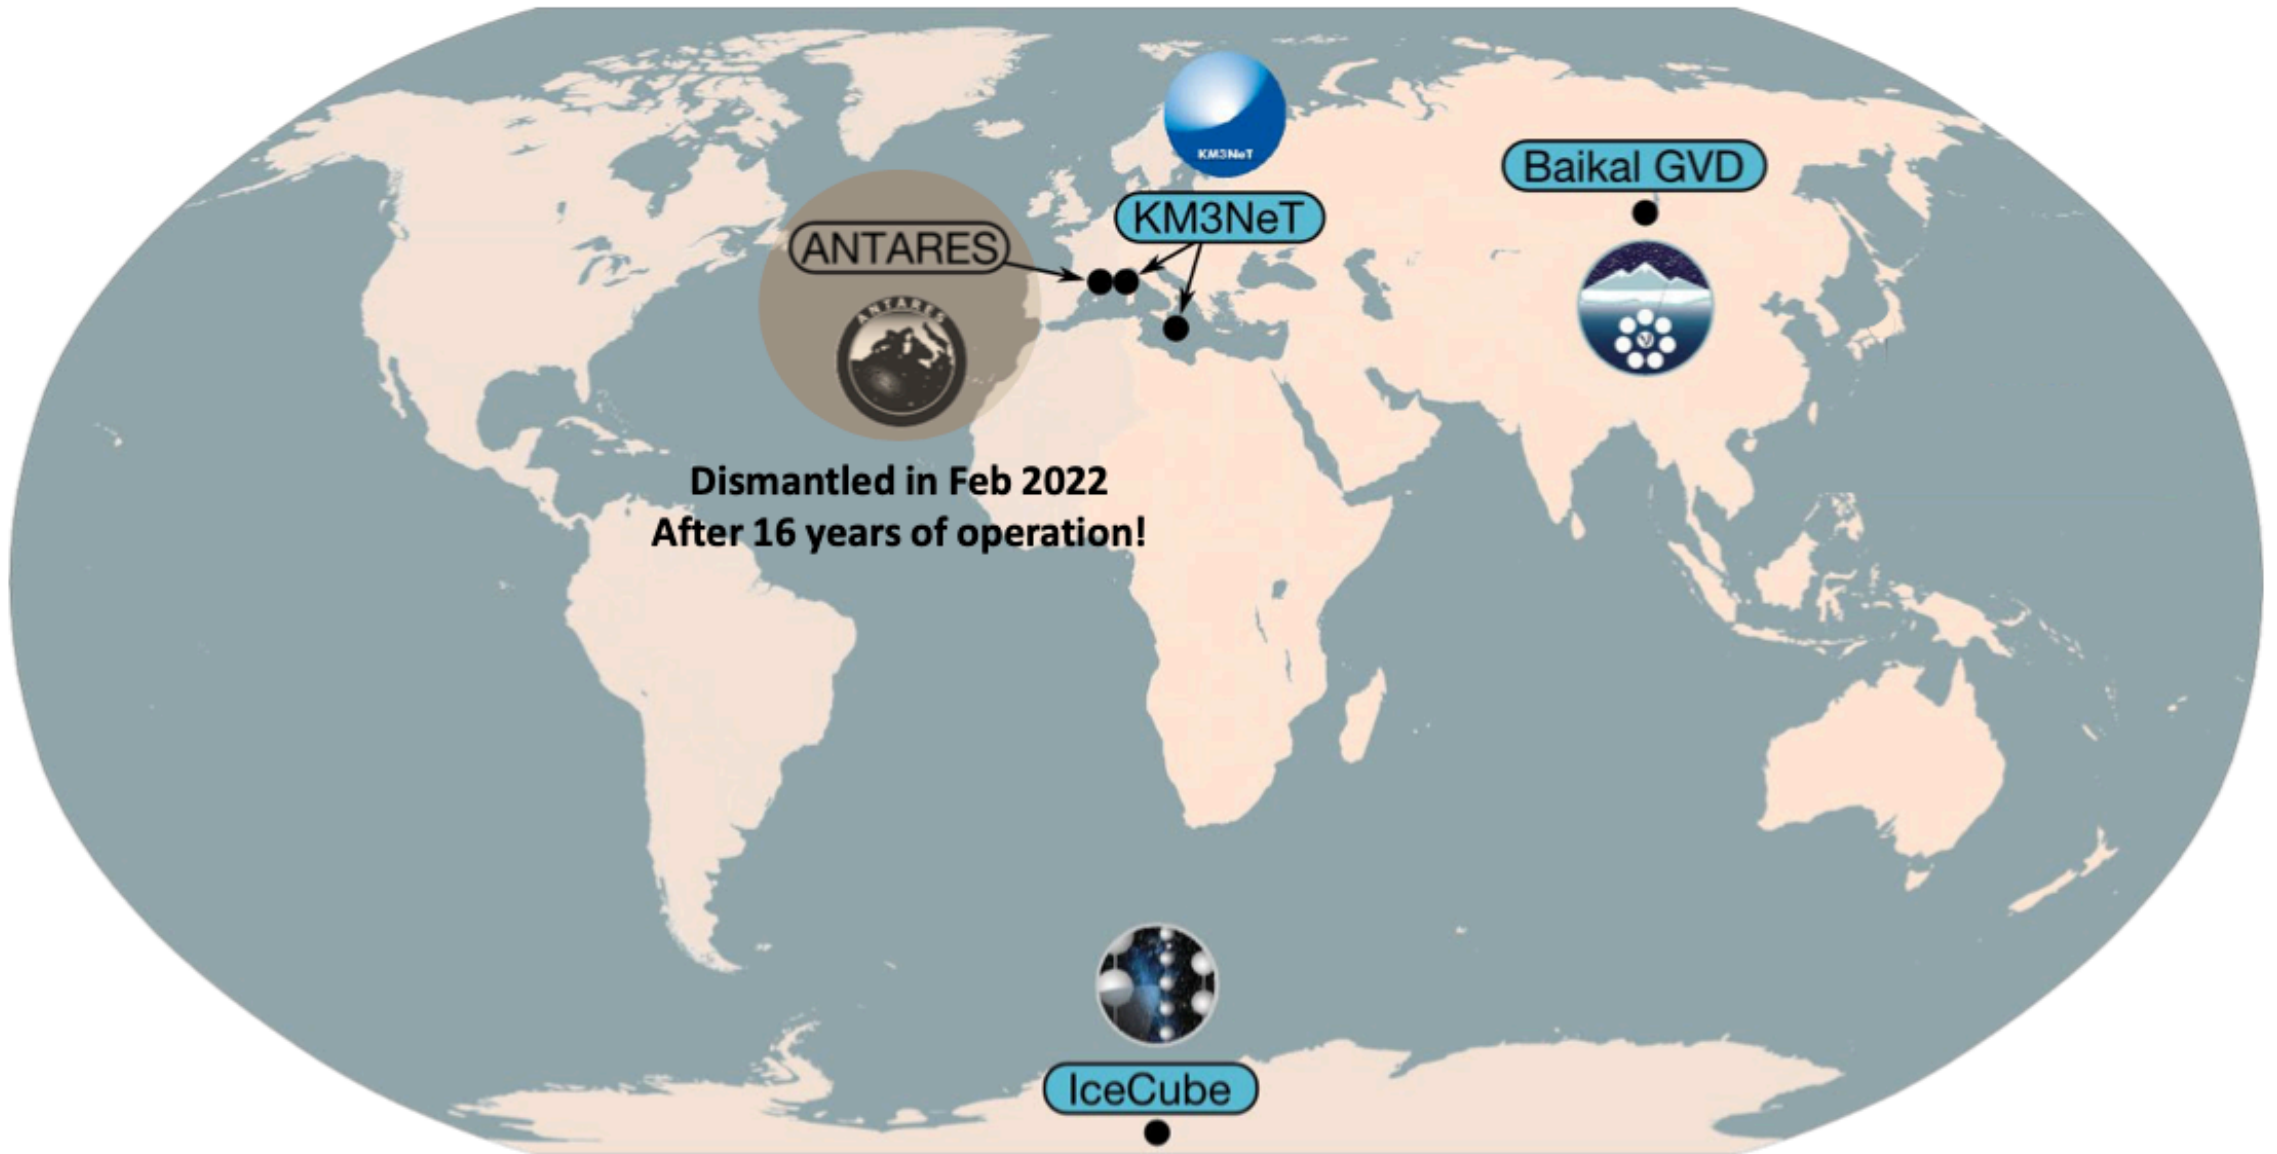 KM3NeT
Baikal GVD
KM3NeT
ANTARES
ANTARES
Dismantled in Feb 2022
After 16 years of operation!
IceCube